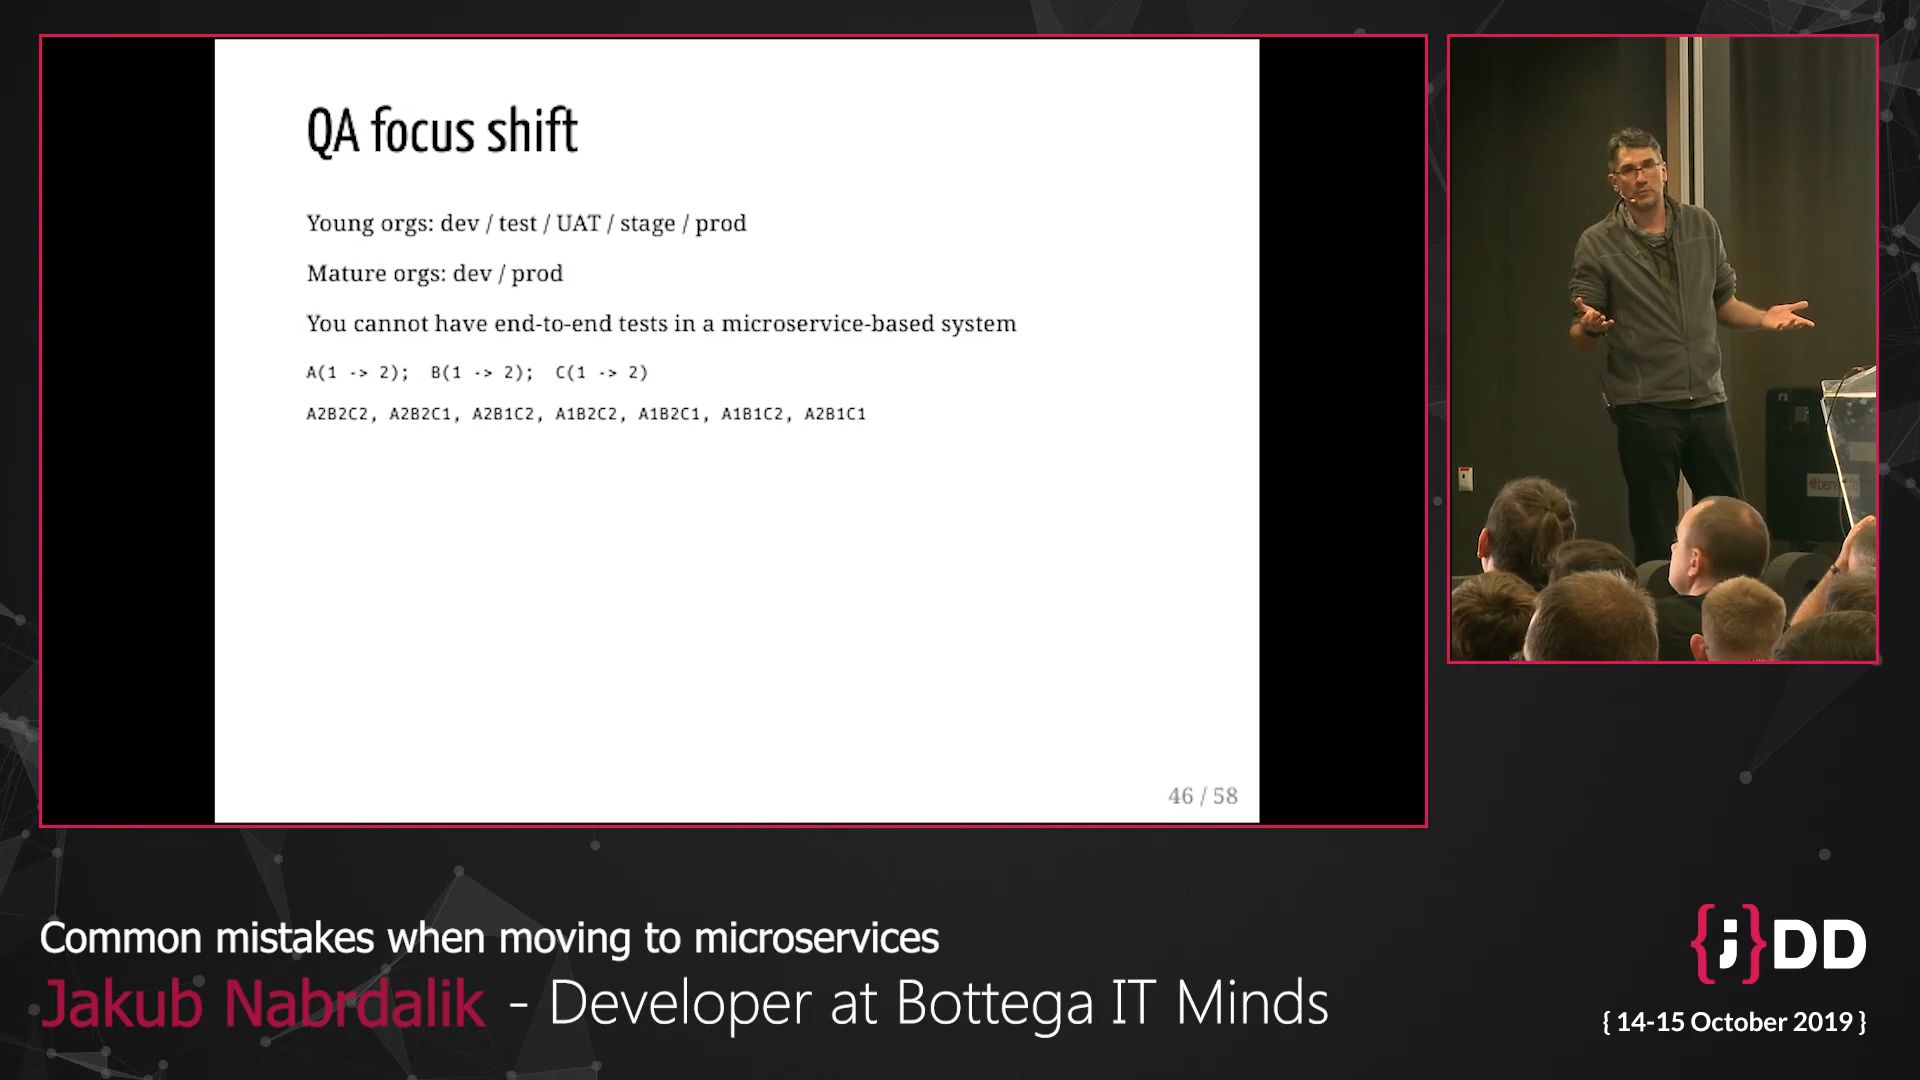 QA focus shift
Young orgs: dev / test / UAT / stage / prod
Mature orgs: dev / prod
You cannot have end-to-end tests in a microservice-based system
A(1 -> 2);  B(1 -> 2);  C(1 -> 2)
A2B2C2, A2B2C1, A2B1C2, A1B2C2, A1B2C1, A1B1C2, A2B1C1
46 / 58
Common mistakes when moving to microservices
Jakub Nabrdalik - Developer at Bottega IT Minds
{;}DD
{ 14-15 October 2019 }